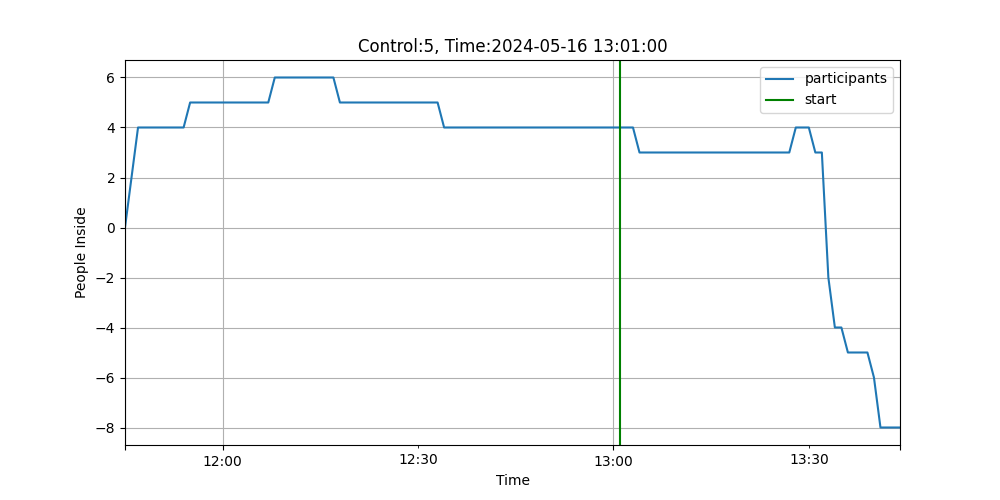 Control:5, Time:2024-05-16 13:01:00
participants
start
People Inside
6
4
2
0
−2
−4
−6
−8
12:00 12:30 13:00 13:30
Time